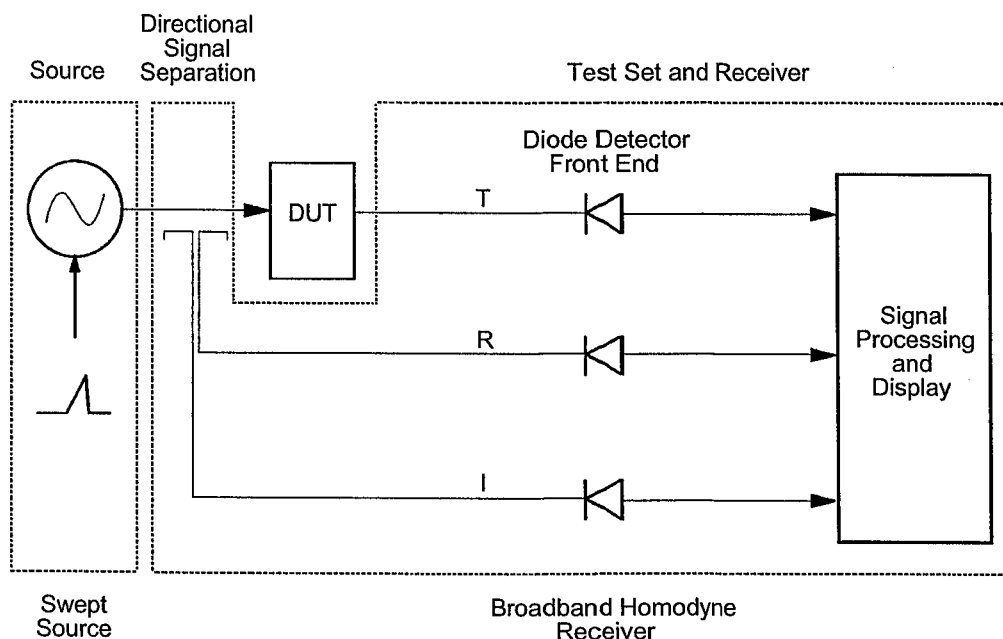 Directional
Signal
Separation
Source
Test Set and Receiver
Diode Detector
Front End
DUT
T
R
I
Signal
Processing
and
Display
Swept
Source
Broadband Homodyne
Receiver